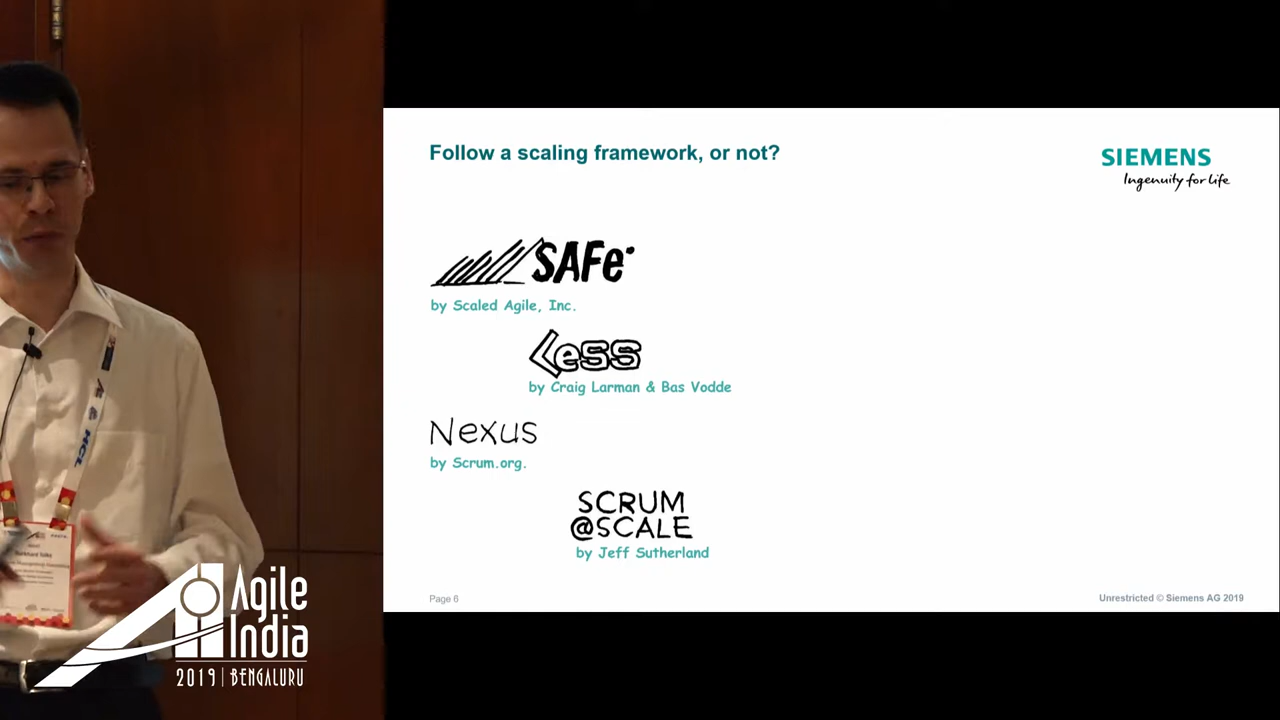 Follow a scaling framework, or not?
SIEMENS
Ingenuity for life
SAFe
by Scaled Agile, Inc.
Less
by Craig Larman & Bas Vodde
Nexus
by Scrum.org.
SCRUM
@SCALE
by Jeff Sutherland
Page 6
Unrestricted © Siemens AG 2019
HCL
Agile
India
2019 | BENGALURU